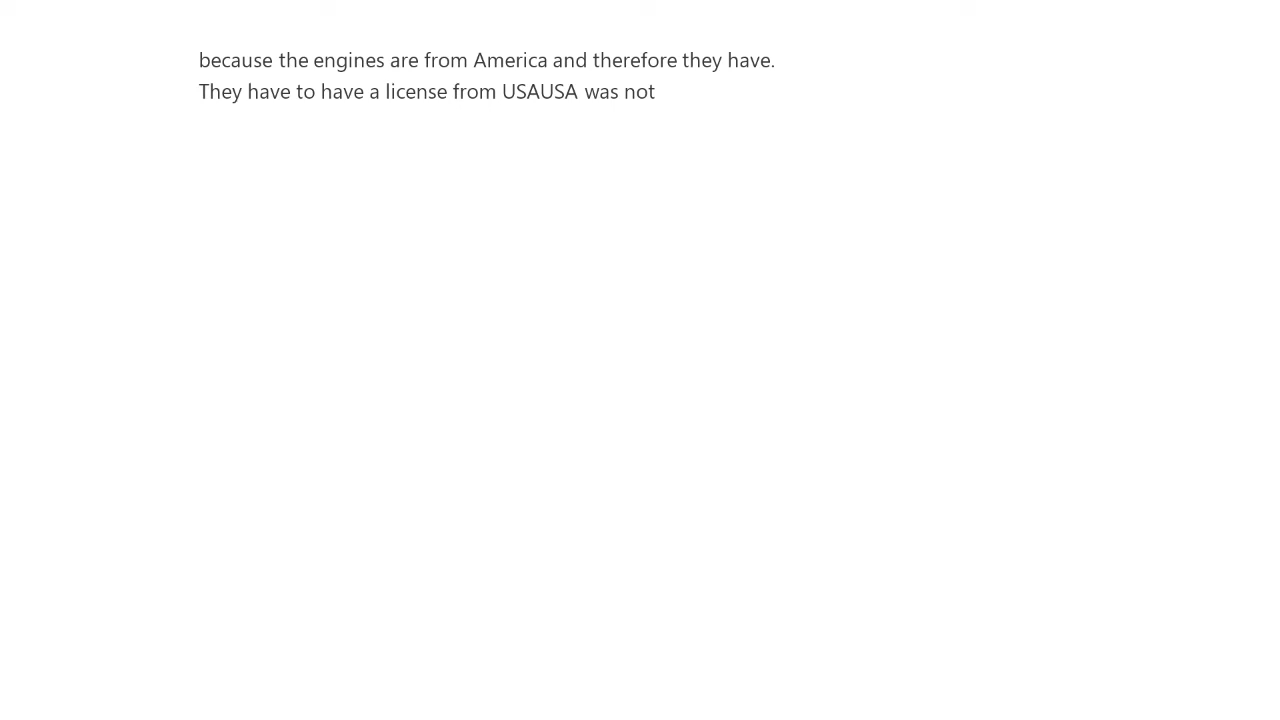 because the engines are from America and therefore they have.
They have to have a license from USAUSA was not